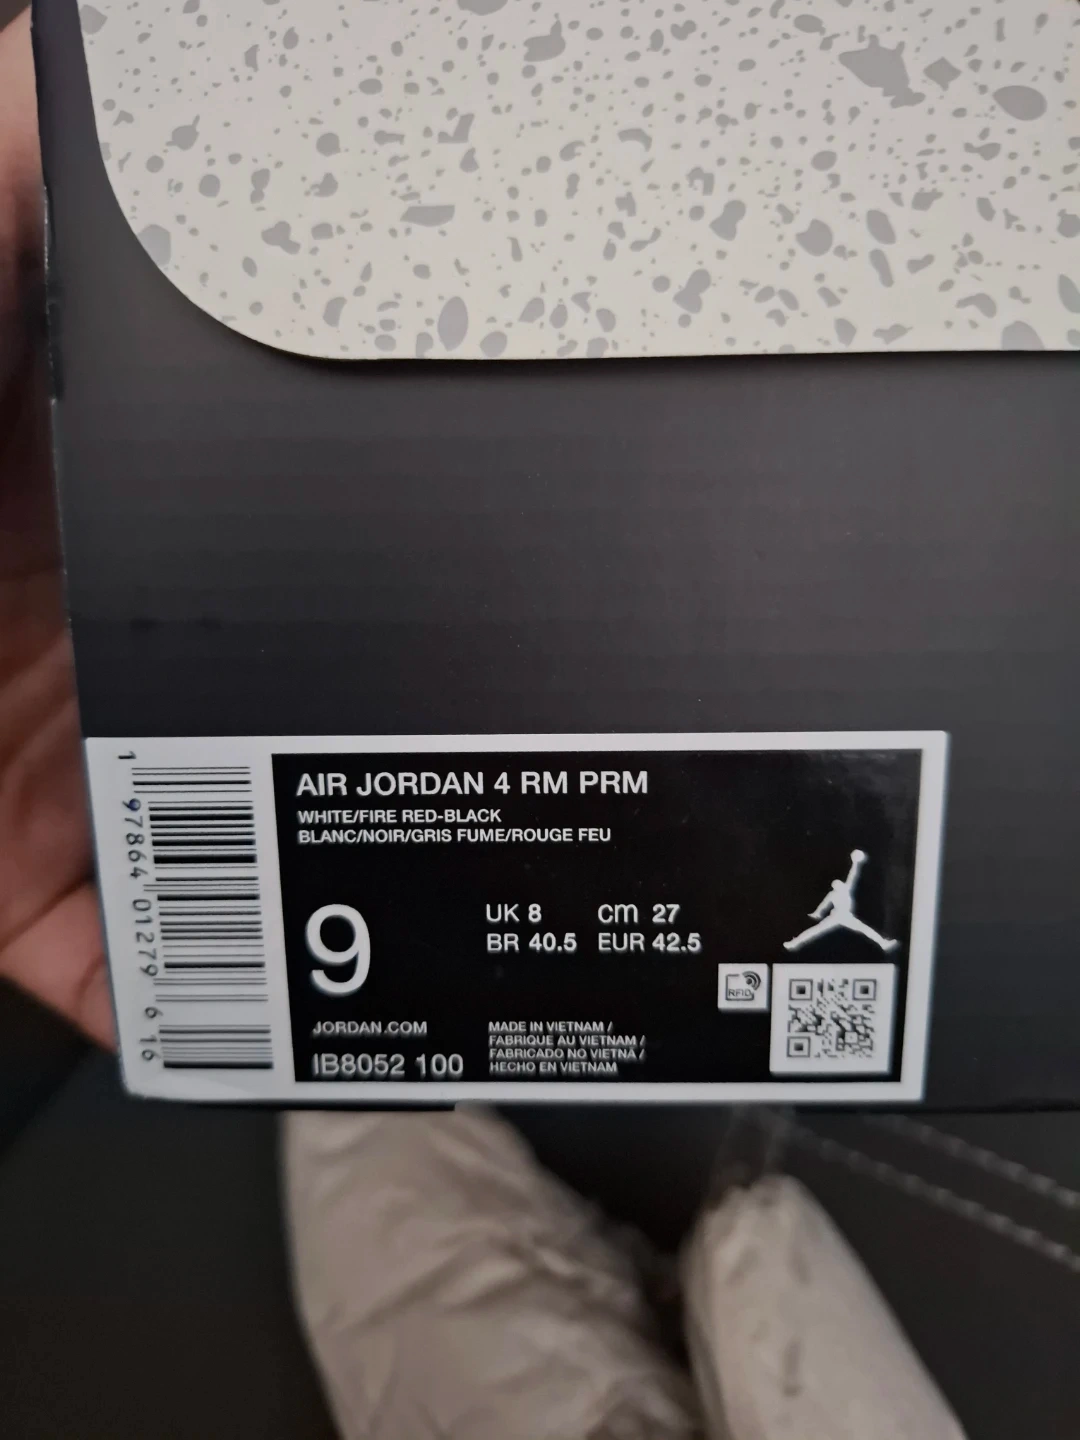 AIR JORDAN 4 RM PRM
WHITE/FIRE RED-BLACK
BLANC/NOIR/GRIS FUME/ROUGE FEU
9
UK 8 cm 27
BR 40.5 EUR 42.5
RFID
JORDAN.COM
IB8052 100
MADE IN VIETNAM /
FABRIQUE AU VIETNAM /
FABRICADO NO VIETNÃ /
HECHO EN VIETNAM
1 97864 01279 6 16